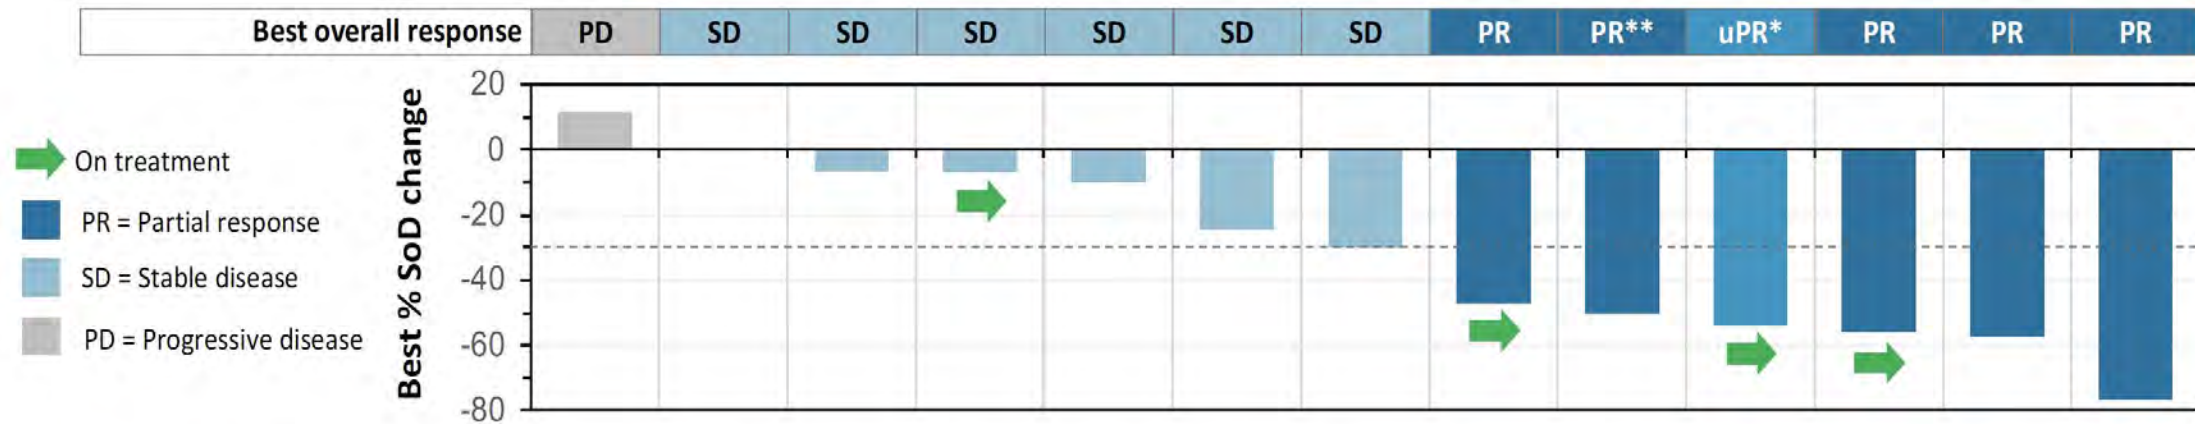 Best overall response PD SD SD SD SD SD SD PR PR** uPR* PR PR PR
Best % SoD change
20
0
-20
-40
-60
-80
On treatment
PR = Partial response
SD = Stable disease
PD = Progressive disease